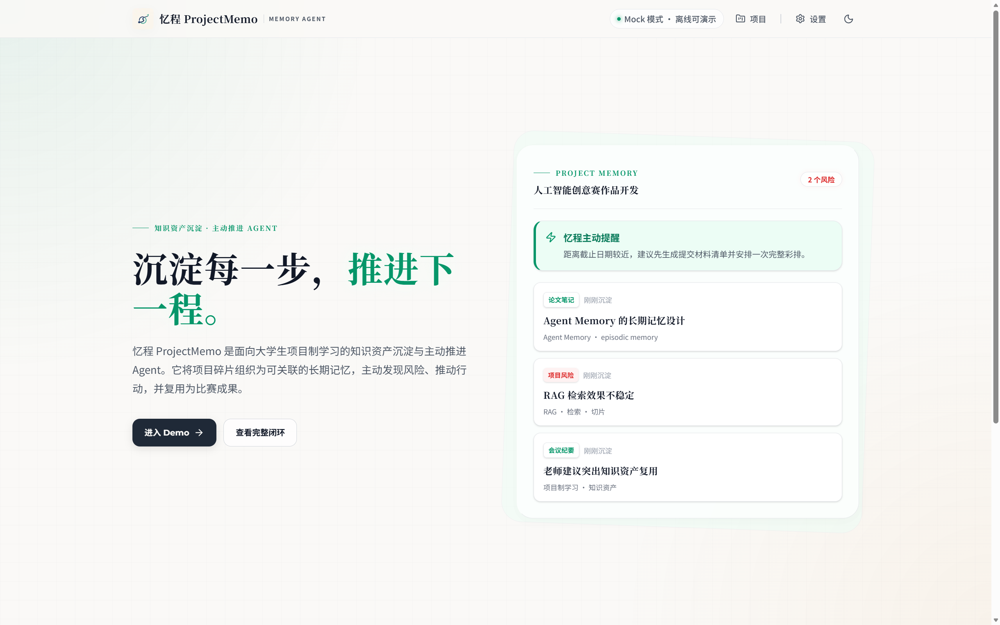 忆程 ProjectMemo
MEMORY AGENT
Mock 模式 • 离线可演示
项目
设置
知识资产沉淀 · 主动推进 AGENT
沉淀每一步，推进下
一程。
忆程 ProjectMemo 是面向大学生项目制学习的知识资产沉淀与主动推进
Agent。它将项目碎片组织为可关联的长期记忆，主动发现风险、推动行
动，并复用为比赛成果。
进入 Demo
查看完整闭环
PROJECT MEMORY
人工智能创意赛作品开发
2 个风险
忆程主动提醒
距离截止日期较近，建议先生成提交材料清单并安排一次完整彩排。
论文笔记 刚刚沉淀
Agent Memory 的长期记忆设计
Agent Memory • episodic memory
项目风险 刚刚沉淀
RAG 检索效果不稳定
RAG • 检索 • 切片
会议纪要 刚刚沉淀
老师建议突出知识资产复用
项目制学习 • 知识资产